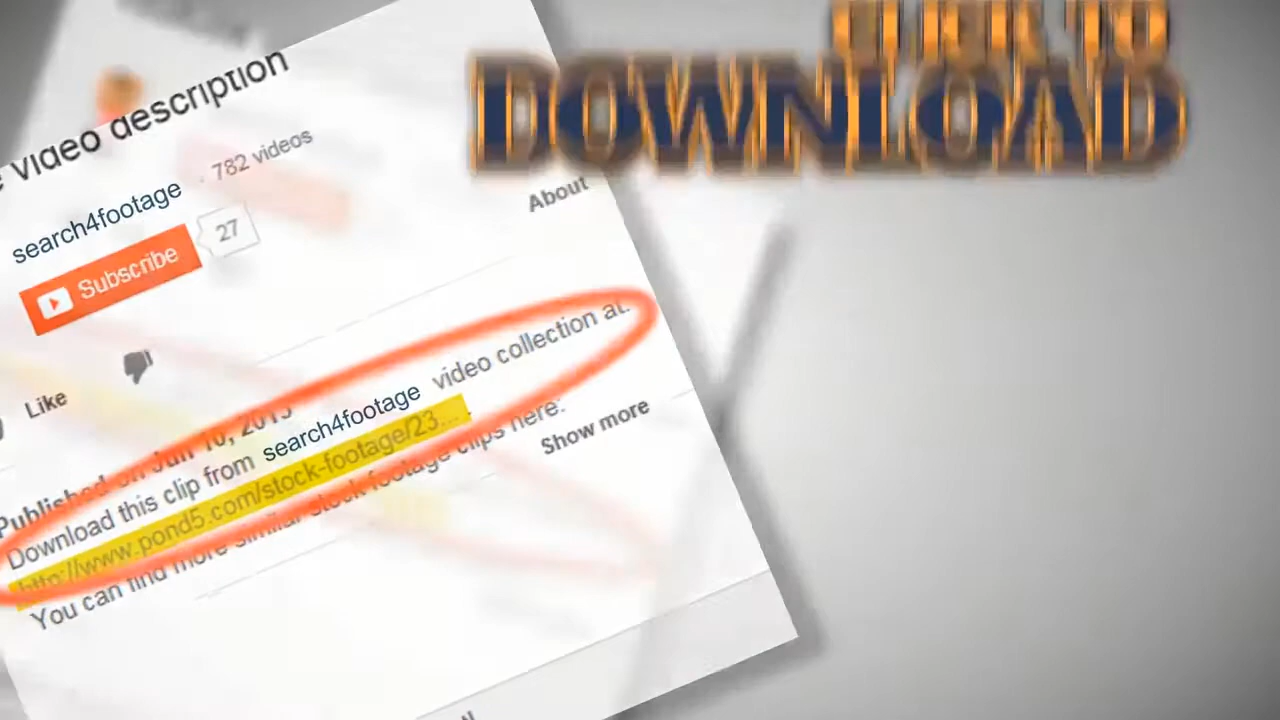 CLICK TO
DOWNLOAD
video description
search4footage
782 videos
Subscribe
27
About
Like
Published on Jun 10, 2013
Download this clip from search4footage video collection at:
http://www.pond5.com/stock-footage/23...
You can find more similar stock footage clips here:
Show more